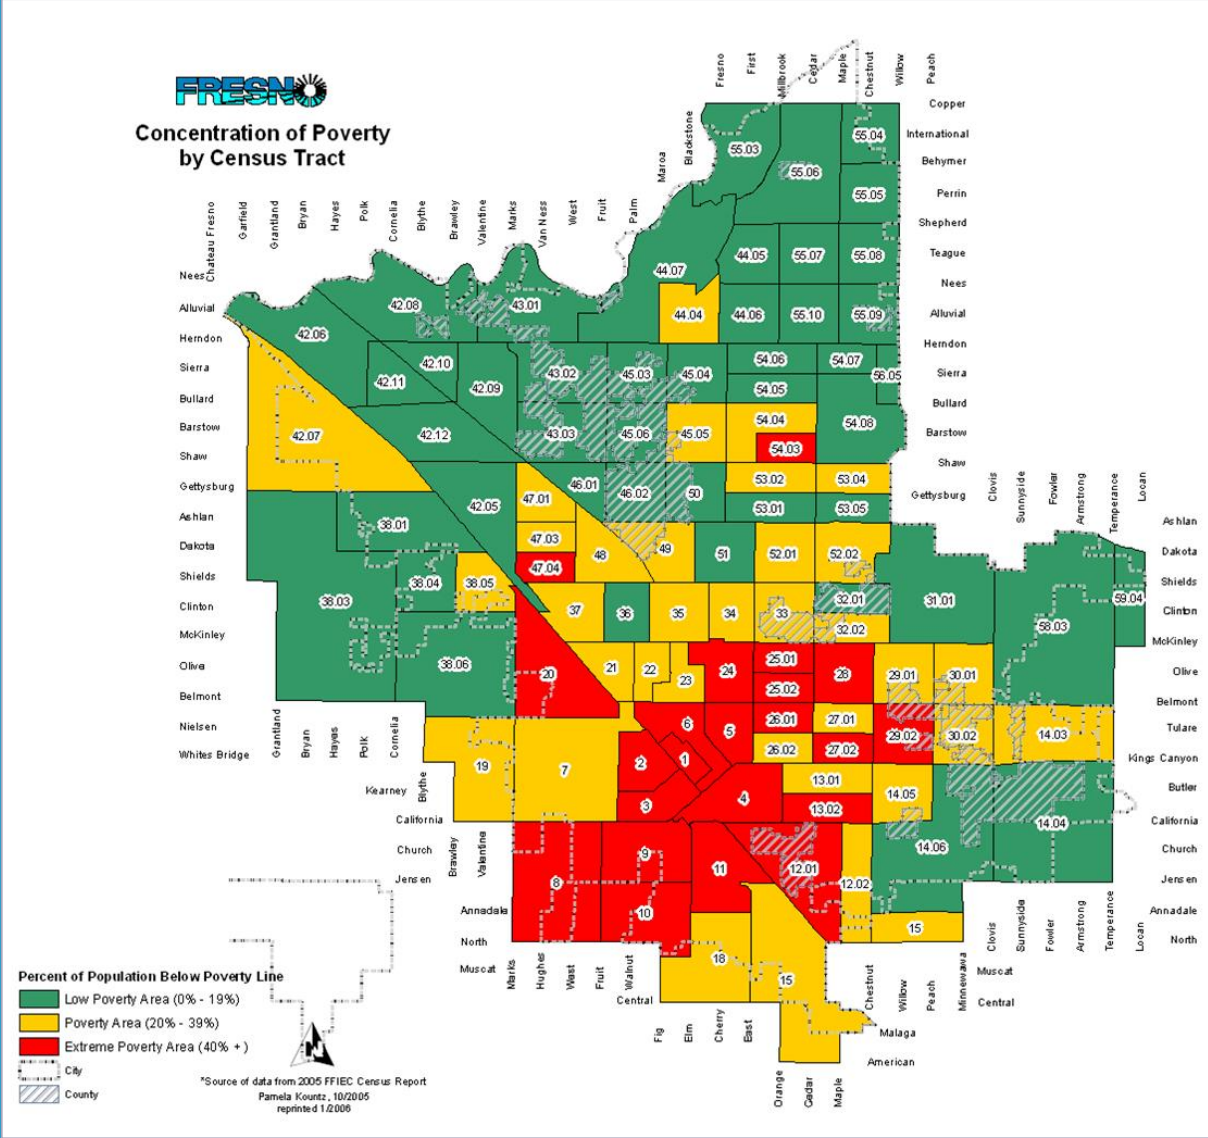 FRESNO
Concentration of Poverty
by Census Tract
Fresno
First
Millbrook
Cedar
Maple
Chestnut
Willow
Peach
Blackstone
Maroa
Palm
Fruit
West
Van Ness
Marks
Valentine
Brawley
Blythe
Cornelia
Polk
Hayes
Bryan
Grantland
Garfield
Chateau Fresno
Copper
International
Behymer
Perrin
Shepherd
Teague
Nees
Alluvial
Herndon
Sierra
Bullard
Barstow
Shaw
Gettysburg
Clovis
Sunnyside
Fowler
Armstrong
Temperance
Locan
Ashlan
Dakota
Shields
Clinton
McKinley
Olive
Belmont
Tulare
Kings Canyon
Butler
California
Church
Jensen
Annadale
North
Nees
Alluvial
Herndon
Sierra
Bullard
Barstow
Shaw
Gettysburg
Ashlan
Dakota
Shields
Clinton
McKinley
Olive
Belmont
Nielsen
Whites Bridge
Grantland
Bryan
Hayes
Polk
Cornelia
Kearney
Blythe
California
Church
Brawley
Valentine
Jensen
Annadale
North
Muscat
Marks
Hughes
West
Fruit
Walnut
Central
Fig
Elm
Cherry
East
Orange
Cedar
Maple
American
Malaga
Chestnut
Willow
Peach
Minnewawa
Muscat
Central
Clovis
Sunnyside
Fowler
Armstrong
Temperance
Locan
55.03
55.04
55.06
55.05
44.07
44.05
55.07
55.08
44.04
44.06
55.10
55.09
42.08
43.01
42.06
42.10
42.11
42.09
43.02
45.03
45.04
54.06
54.07
56.05
54.05
42.07
42.12
43.03
45.06
45.05
54.04
54.03
54.08
46.01
46.02
50
53.02
53.04
42.05
47.01
53.01
53.05
38.01
47.03
48
49
51
52.01
52.02
47.04
38.04
38.05
38.03
37
36
35
34
33
32.01
32.02
31.01
58.03
59.04
38.06
20
21
22
23
24
25.01
25.02
28
29.01
30.01
6
5
26.01
27.01
29.02
30.02
14.03
26.02
27.02
19
7
2
1
3
4
13.01
13.02
14.05
14.04
14.06
8
9
10
11
12.01
12.02
15
18
15
Percent of Population Below Poverty Line
Low Poverty Area (0% - 19%)
Poverty Area (20% - 39%)
Extreme Poverty Area (40% + )
City
County
N
*Source of data from 2005 FFIEC Census Report
Pamela Kountz, 10/2005
reprinted 1/2006